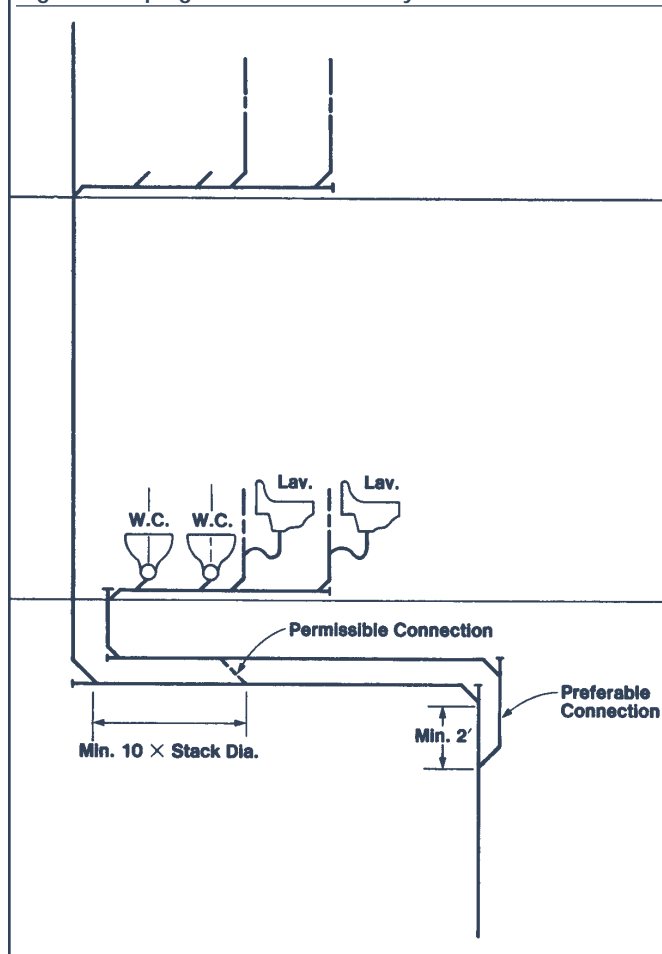 Lav.
Lav.
W.C.
W.C.
Permissible Connection
Preferable
Connection
Min. 2′
Min. 10 × Stack Dia.